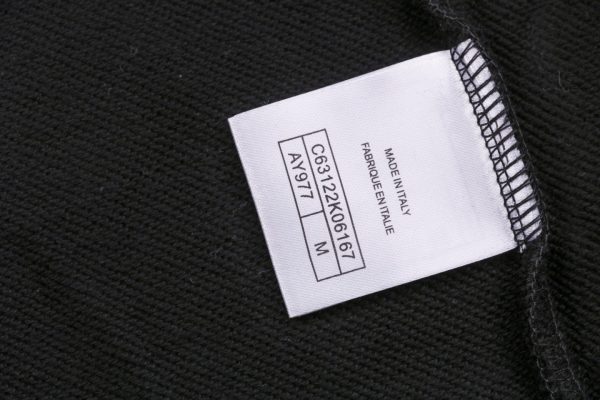 MADE IN ITALY
FABRIQUE EN ITALIE
C63122K06167
AY977 M